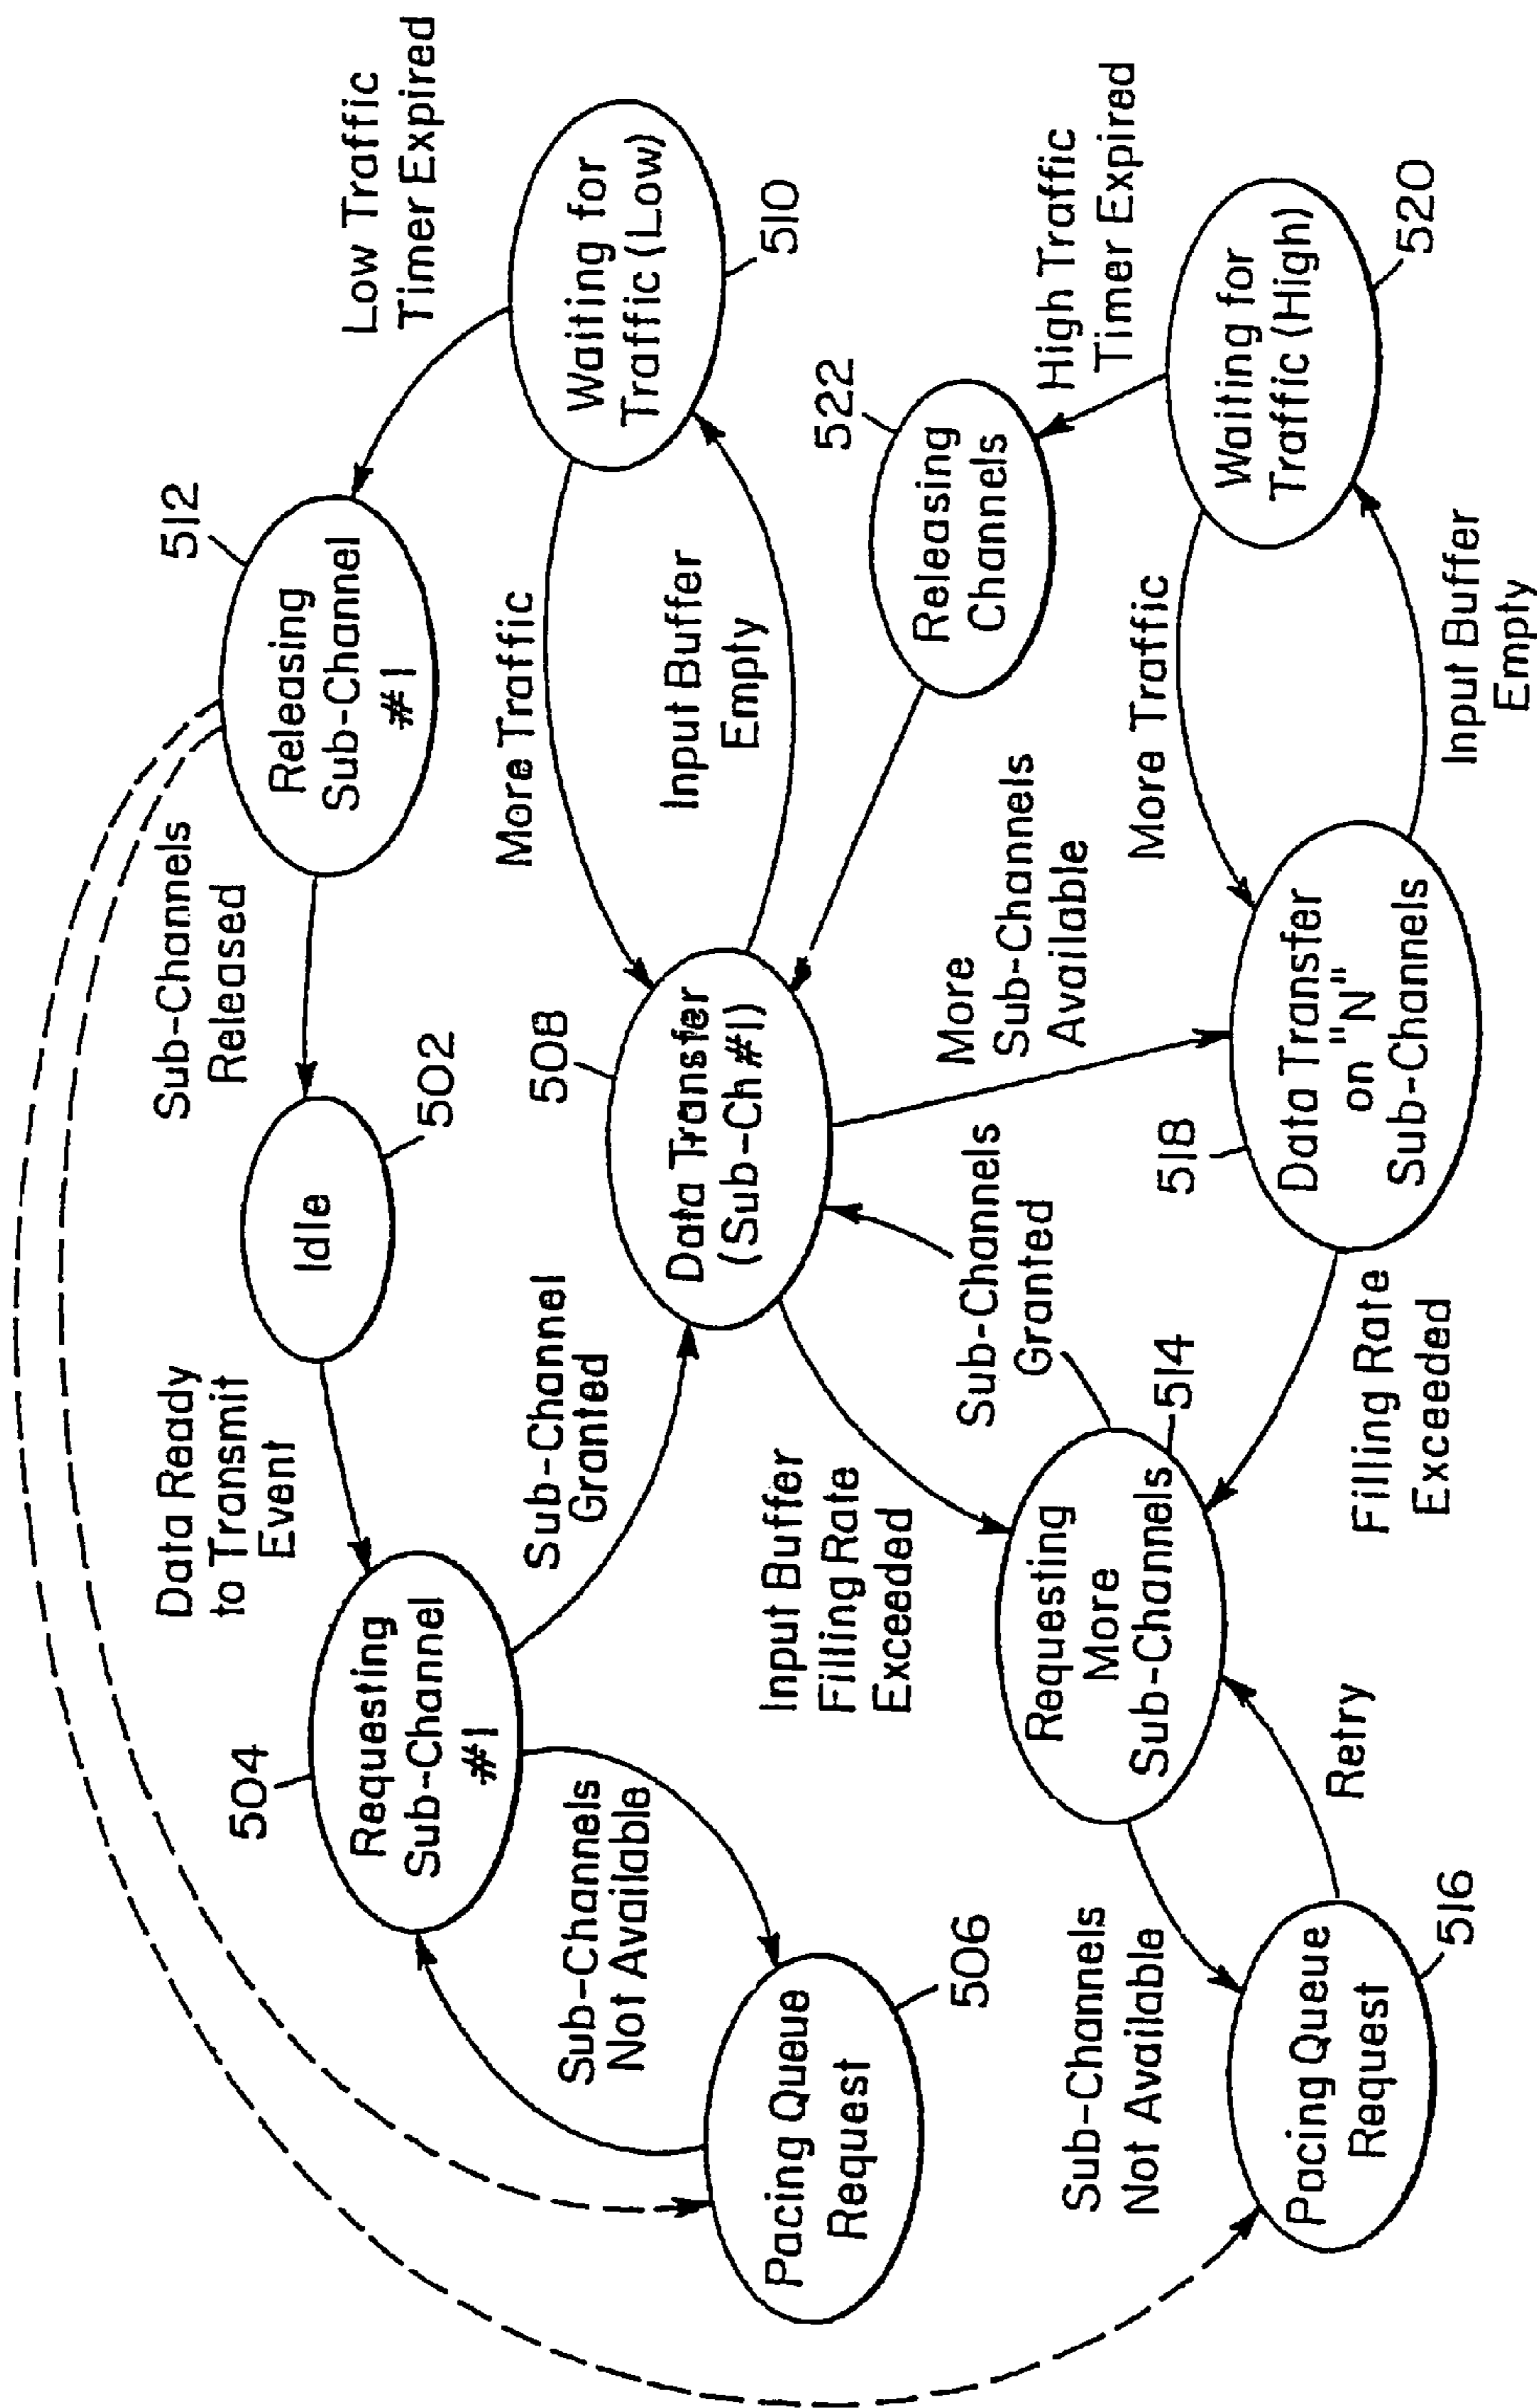 Low Traffic
Timer Expired
512
Sub-Channels
Released
Data Ready
to Transmit
Event
504
Releasing
Sub-Channel
#1
Idle
502
Requesting
Sub-Channel
#1
Waiting for
Traffic (Low)
510
More Traffic
Input Buffer
Empty
508
Data Transfer
(Sub-Ch#1)
Sub-Channel
Granted
Sub-Channels
Not Available
Pacing Queue
Request
506
Input Buffer
Filling Rate
Exceeded
522
Releasing
Channels
High Traffic
Timer Expired
More
Sub-Channels
Available
Sub-Channels
Granted
514
Requesting
More
Sub-Channels
Sub-Channels
Not Available
More Traffic
Waiting for
Traffic (High)
520
518
Data Transfer
on "N"
Sub-Channels
Input Buffer
Empty
Filling Rate
Exceeded
Retry
Pacing Queue
Request
516